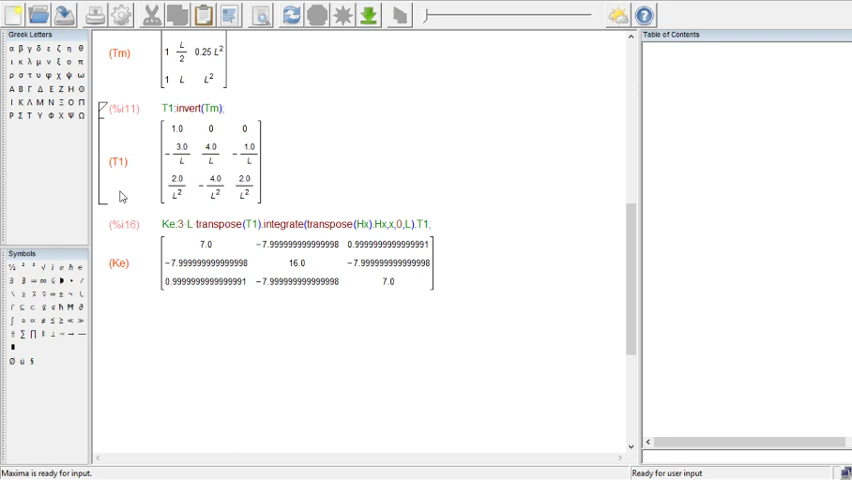 Greek Letters
α β γ δ ε ζ η θ
ι κ λ μ ν ξ ο π
ρ σ τ υ φ χ ψ ω
Α Β Γ Δ Ε Ζ Η Θ
Ι Κ Λ Μ Ν Ξ Ο Π
Ρ Σ Τ Υ Φ Χ Ψ Ω
Symbols
½ ² ³ √ ⅈ ℯ ℏ ∈
Ø ü §
Maxima is ready for input.
(Tm)
1 L/2 0.25 L²
1 L L²
(%i11) T1:invert(Tm);
(T1)
1.0 0 0
-3.0/L 4.0/L -1.0/L
2.0/L² -4.0/L² 2.0/L²
(%i16) Ke:3·L·transpose(T1).integrate(transpose(Hx).Hx,x,0,L).T1;
(Ke)
7.0 -7.999999999999998 0.9999999999999991
-7.999999999999998 16.0 -7.999999999999998
0.9999999999999991 -7.999999999999998 7.0
Table of Contents
Ready for user input